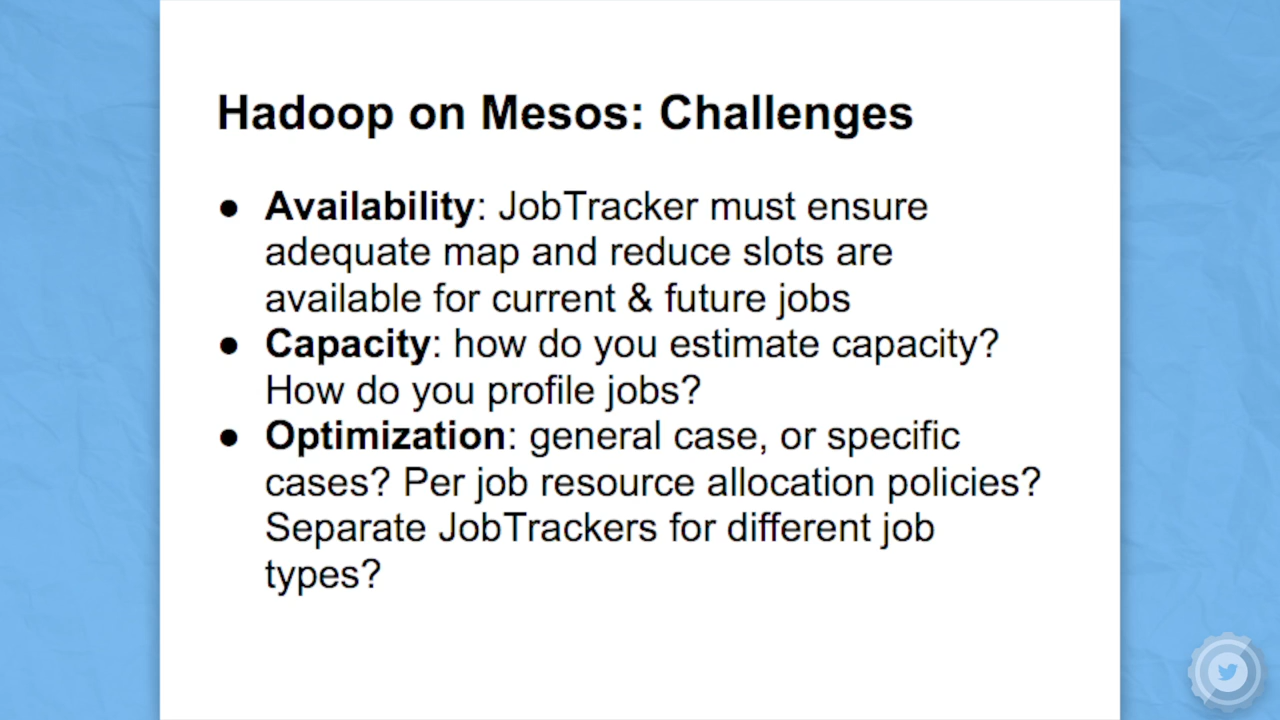 Hadoop on Mesos: Challenges
● Availability: JobTracker must ensure
adequate map and reduce slots are
available for current & future jobs
● Capacity: how do you estimate capacity?
How do you profile jobs?
● Optimization: general case, or specific
cases? Per job resource allocation policies?
Separate JobTrackers for different job
types?